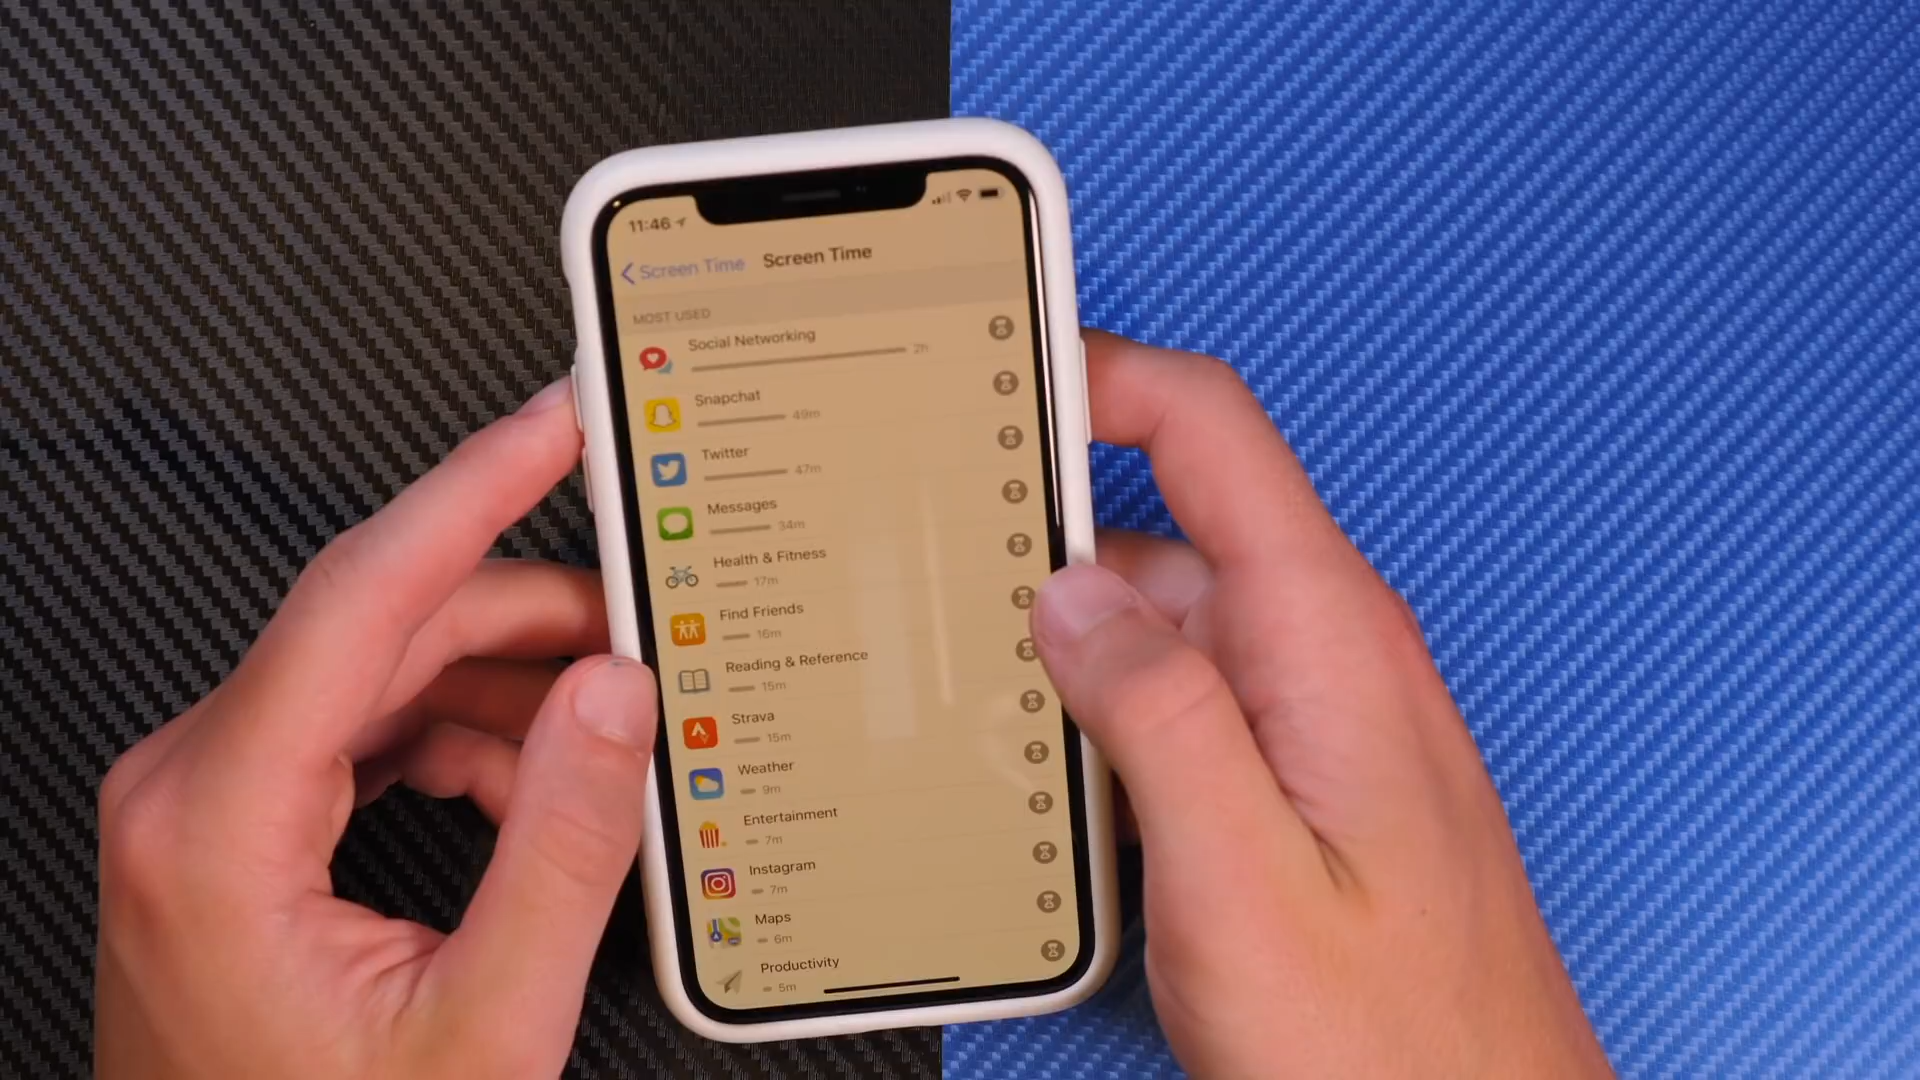 11:46
Screen Time Screen Time
MOST USED
Social Networking
2h
Snapchat
49m
Twitter
47m
Messages
34m
Health & Fitness
17m
Find Friends
16m
Reading & Reference
15m
Strava
15m
Weather
9m
Entertainment
7m
Instagram
7m
Maps
6m
Productivity
5m